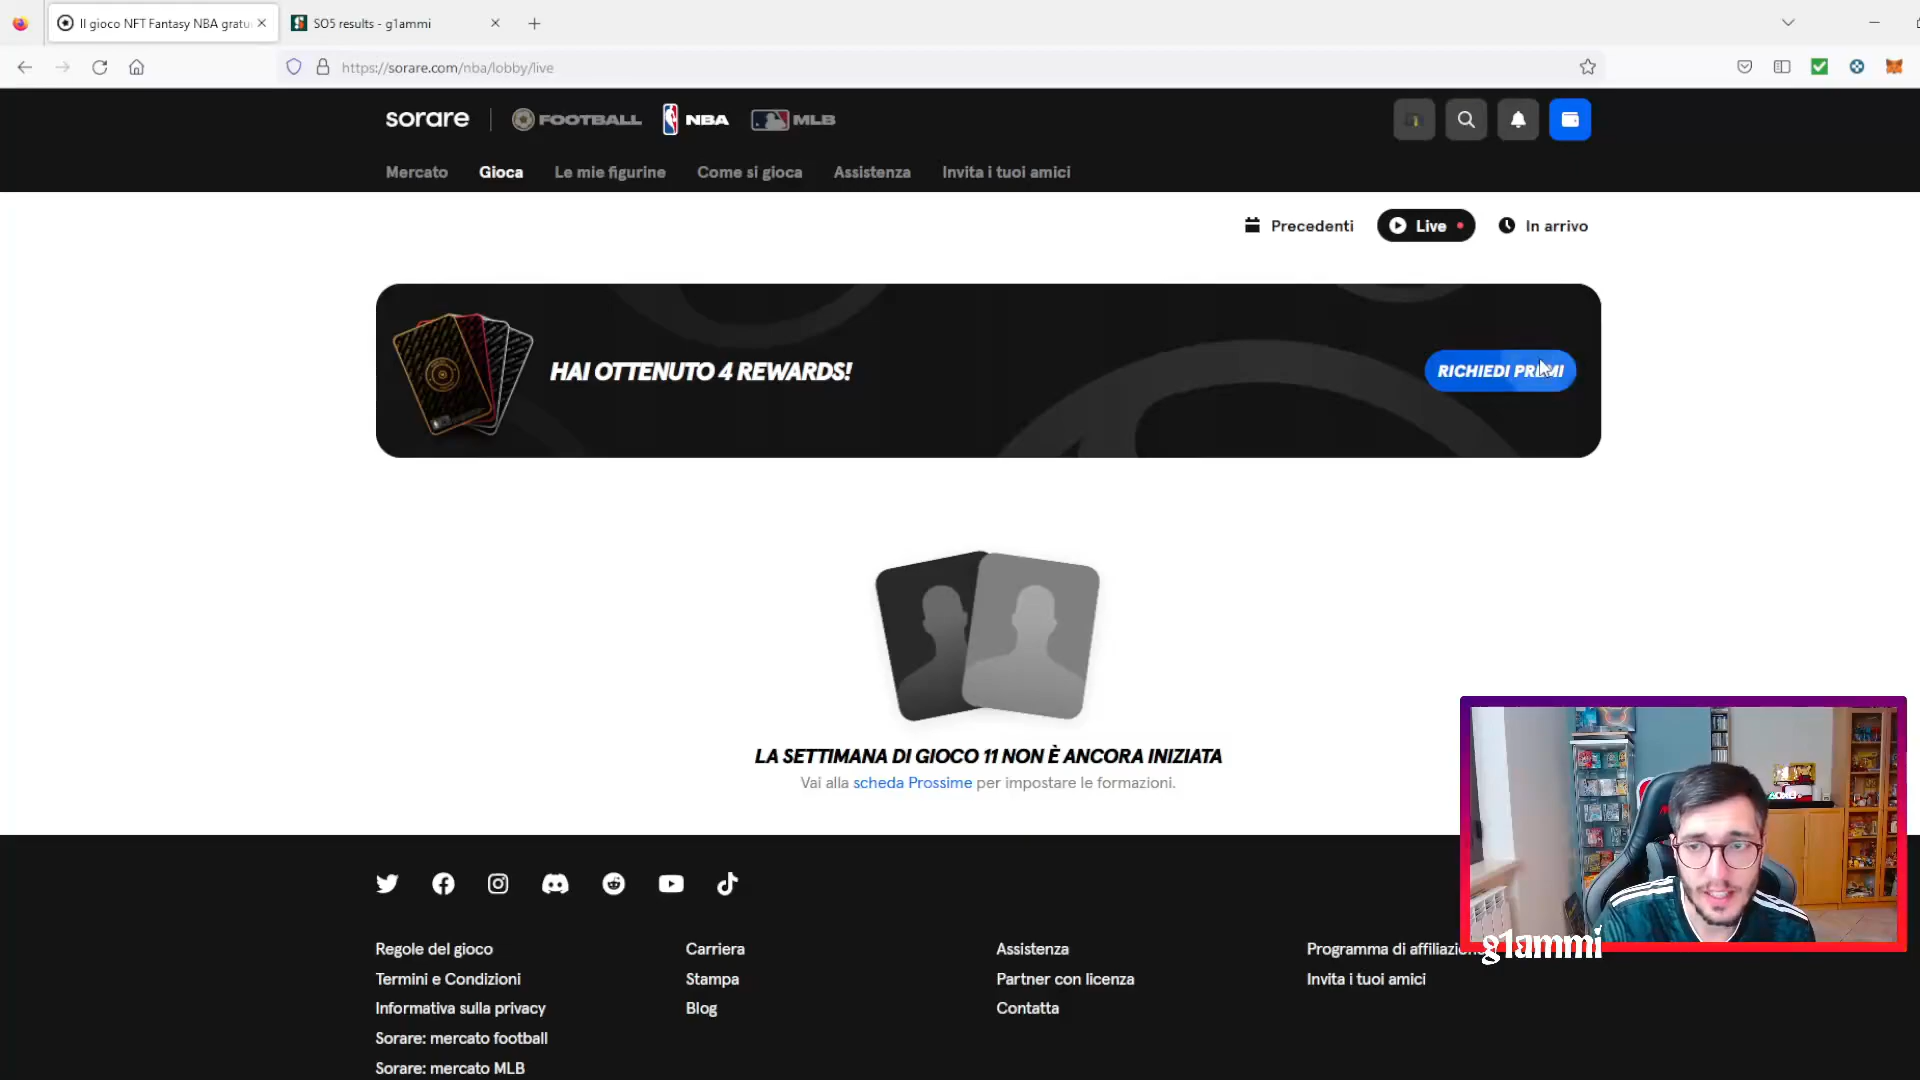 Il gioco NFT Fantasy NBA gratu
SO5 results - g1ammi
https://sorare.com/nba/lobby/live
sorare
FOOTBALL
NBA
MLB
Mercato
Gioca
Le mie figurine
Come si gioca
Assistenza
Invita i tuoi amici
Precedenti
Live
In arrivo
HAI OTTENUTO 4 REWARDS!
RICHIEDI PREMI
LA SETTIMANA DI GIOCO 11 NON È ANCORA INIZIATA
Vai alla scheda Prossime per impostare le formazioni.
Regole del gioco
Carriera
Assistenza
Programma di affiliazione
Termini e Condizioni
Stampa
Partner con licenza
Invita i tuoi amici
Informativa sulla privacy
Blog
Contatta
Sorare: mercato football
Sorare: mercato MLB
g1ammi